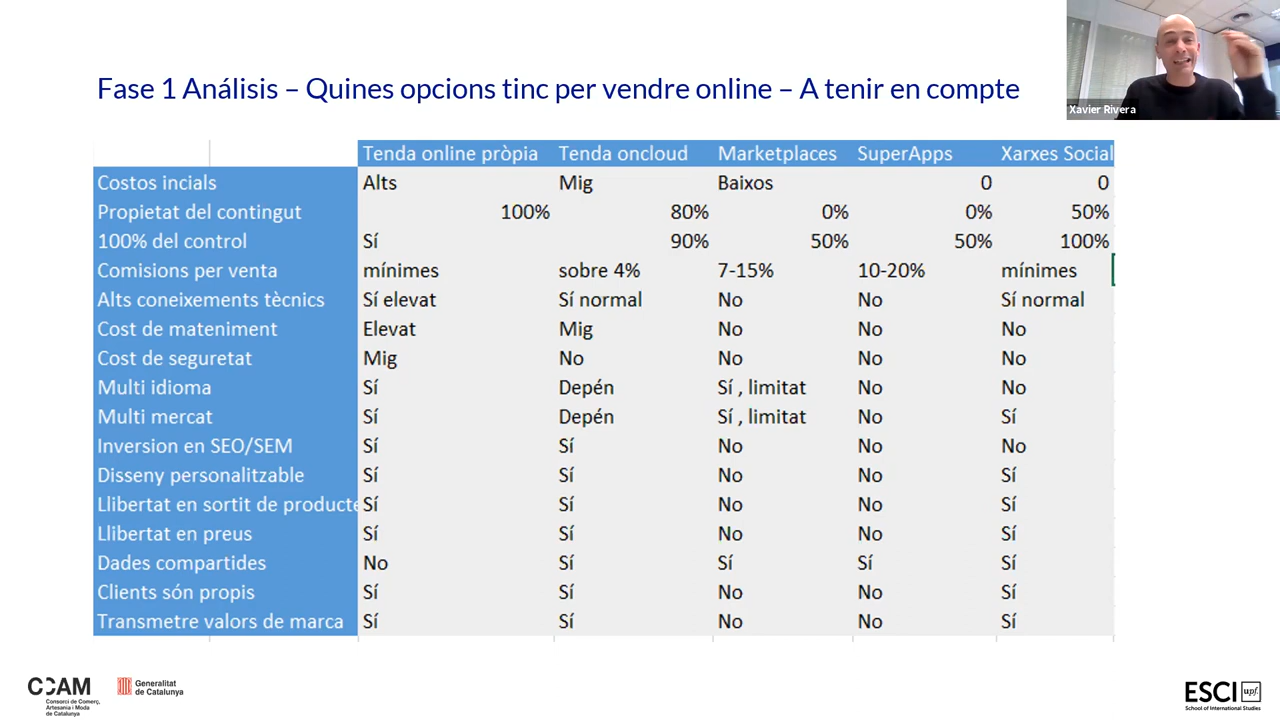 Fase 1 Análisis – Quines opcions tinc per vendre online – A tenir en compte
Xavier Rivera
Tenda online pròpia Tenda oncloud Marketplaces SuperApps Xarxes Social
Costos incials Alts Mig Baixos 0 0
Propietat del contingut 100% 80% 0% 0% 50%
100% del control Sí 90% 50% 50% 100%
Comisions per venta mínimes sobre 4% 7-15% 10-20% mínimes
Alts coneixements tècnics Sí elevat Sí normal No No Sí normal
Cost de mateniment Elevat Mig No No No
Cost de seguretat Mig No No No No
Multi idioma Sí Depén Sí , limitat No No
Multi mercat Sí Depén Sí , limitat No Sí
Inversion en SEO/SEM Sí Sí No No No
Disseny personalitzable Sí Sí No No Sí
Llibertat en sortit de producte Sí Sí No No Sí
Llibertat en preus Sí Sí No No Sí
Dades compartides No Sí Sí Sí Sí
Clients són propis Sí Sí No No Sí
Transmetre valors de marca Sí Sí No No Sí
CCAM
Consorci de Comerç,
Artesania i Moda
de Catalunya
Generalitat
de Catalunya
ESCI upf.
School of International Studies